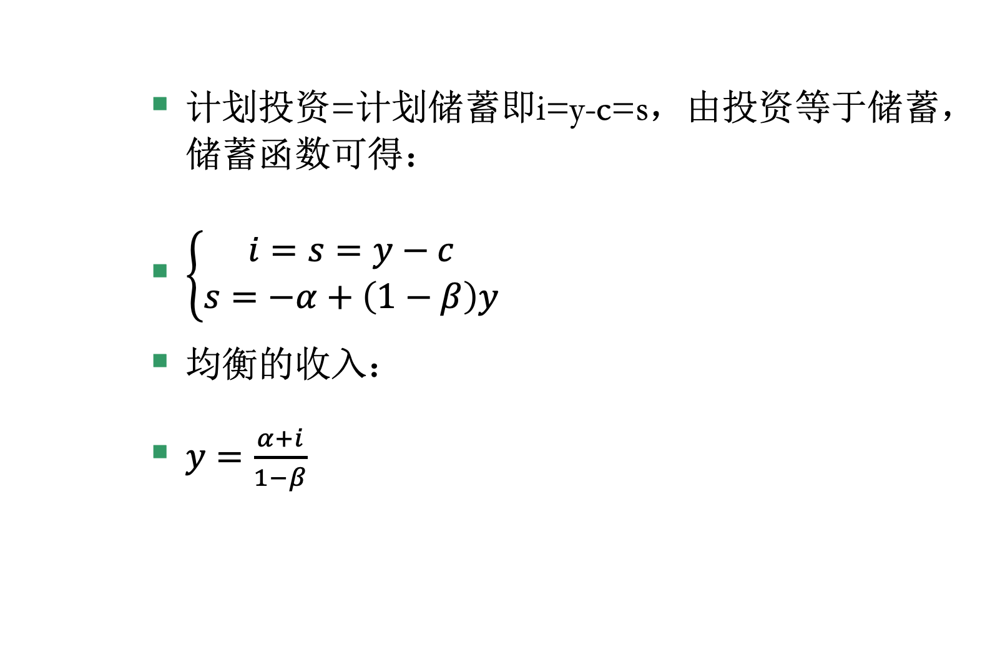 计划投资=计划储蓄即i=y-c=s，由投资等于储蓄，
储蓄函数可得：
i = s = y − c
s = −α + (1 − β)y
均衡的收入：
y = α+i / 1−β